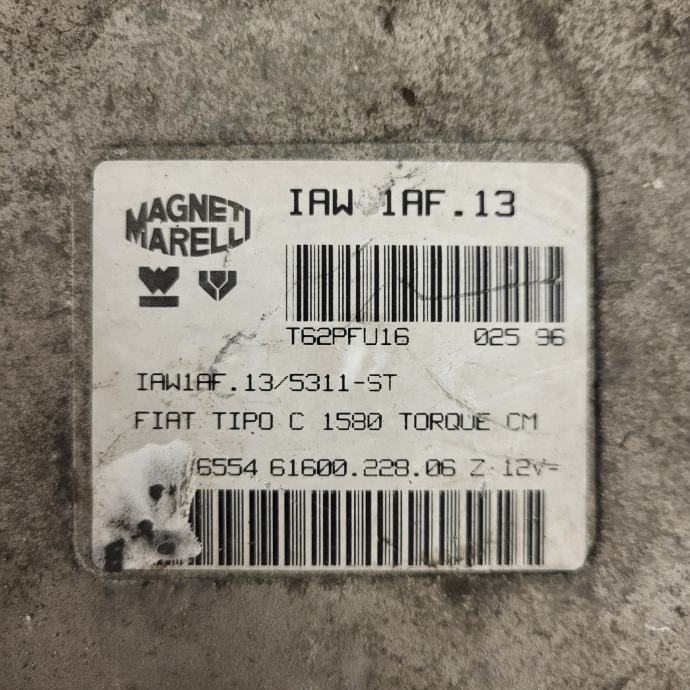 MAGNETI
MARELLI
IAW 1AF.13
T62PFU16 025 96
IAW1AF.13/5311-ST
FIAT TIPO C 1580 TORQUE CM
6554 61600.228.06 Z 12V=